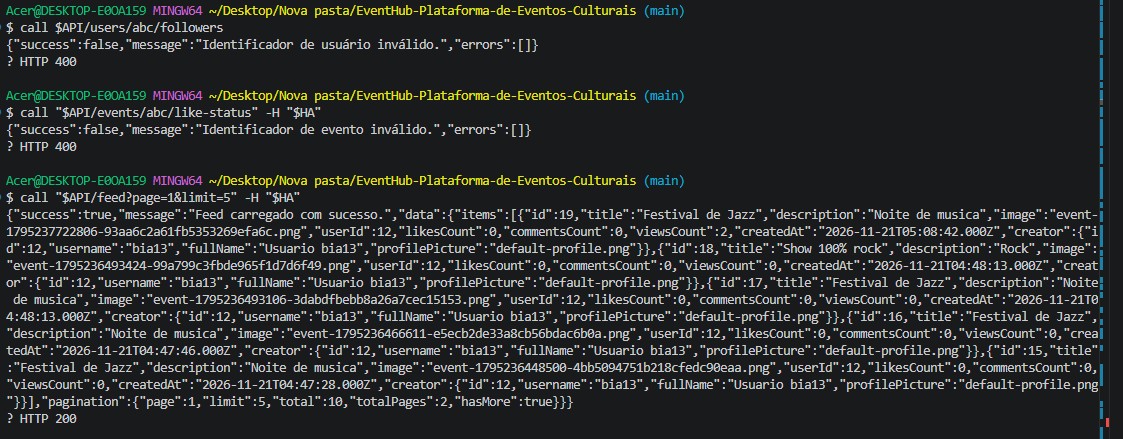 Acer@DESKTOP-E0OA159 MINGW64 ~/Desktop/Nova pasta/EventHub-Plataforma-de-Eventos-Culturais (main)
$ call $API/users/abc/followers
{"success":false,"message":"Identificador de usuário inválido.","errors":[]}
? HTTP 400
Acer@DESKTOP-E0OA159 MINGW64 ~/Desktop/Nova pasta/EventHub-Plataforma-de-Eventos-Culturais (main)
$ call "$API/events/abc/like-status" -H "$HA"
{"success":false,"message":"Identificador de evento inválido.","errors":[]}
? HTTP 400
Acer@DESKTOP-E0OA159 MINGW64 ~/Desktop/Nova pasta/EventHub-Plataforma-de-Eventos-Culturais (main)
$ call "$API/feed?page=1&limit=5" -H "$HA"
{"success":true,"message":"Feed carregado com sucesso.","data":{"items":[{"id":19,"title":"Festival de Jazz","description":"Noite de musica","image":"event-
1795237722806-93aa6c2a61fb5353269efa6c.png","userId":12,"likesCount":0,"commentsCount":0,"viewsCount":2,"createdAt":"2026-11-21T05:08:42.000Z","creator":{"i
d":12,"username":"bia13","fullName":"Usuario bia13","profilePicture":"default-profile.png"}},{"id":18,"title":"Show 100% rock","description":"Rock","image":
"event-1795236493424-99a799c3fbde965f1d7d6f49.png","userId":12,"likesCount":0,"commentsCount":0,"viewsCount":0,"createdAt":"2026-11-21T04:48:13.000Z","creat
or":{"id":12,"username":"bia13","fullName":"Usuario bia13","profilePicture":"default-profile.png"}},{"id":17,"title":"Festival de Jazz","description":"Noite
 de musica","image":"event-1795236493106-3dabdfbebb8a26a7cec15153.png","userId":12,"likesCount":0,"commentsCount":0,"viewsCount":0,"createdAt":"2026-11-21T0
4:48:13.000Z","creator":{"id":12,"username":"bia13","fullName":"Usuario bia13","profilePicture":"default-profile.png"}},{"id":16,"title":"Festival de Jazz",
"description":"Noite de musica","image":"event-1795236466611-e5ecb2de33a8cb56bdac6b0a.png","userId":12,"likesCount":0,"commentsCount":0,"viewsCount":0,"crea
tedAt":"2026-11-21T04:47:46.000Z","creator":{"id":12,"username":"bia13","fullName":"Usuario bia13","profilePicture":"default-profile.png"}},{"id":15,"title"
:"Festival de Jazz","description":"Noite de musica","image":"event-1795236448500-4bb5094751b218cfedc90eaa.png","userId":12,"likesCount":0,"commentsCount":0,
"viewsCount":0,"createdAt":"2026-11-21T04:47:28.000Z","creator":{"id":12,"username":"bia13","fullName":"Usuario bia13","profilePicture":"default-profile.png
"}}],"pagination":{"page":1,"limit":5,"total":10,"totalPages":2,"hasMore":true}}}
? HTTP 200